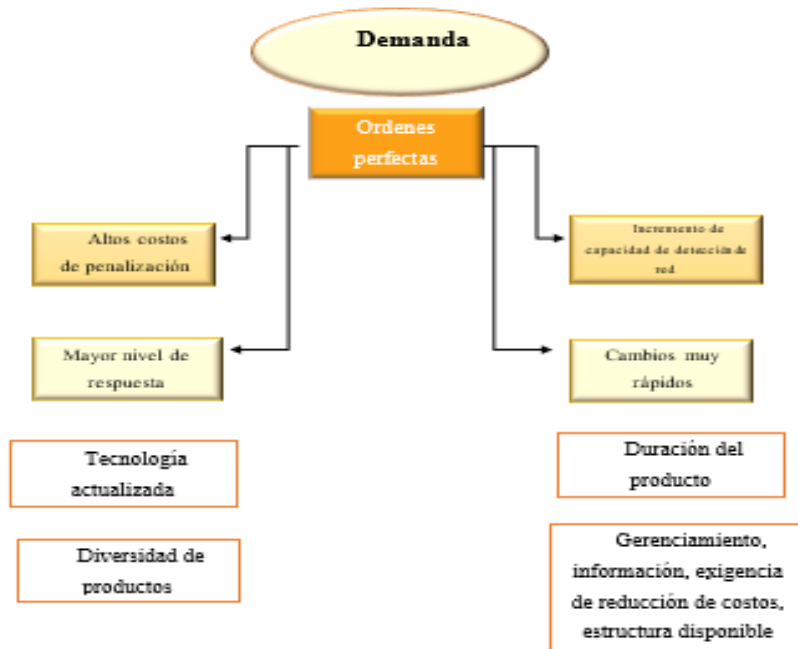 Demanda
Ordenes
perfectas
Altos costos
de penalización
Incremento de
capacidad de detección de
red
Mayor nivel de
respuesta
Cambios muy
rápidos
Tecnología
actualizada
Duración del
producto
Diversidad de
productos
Gerenciamiento,
información, exigencia
de reducción de costos,
estructura disponible